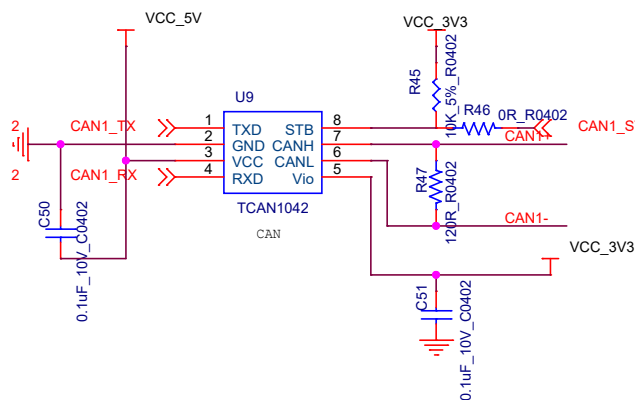 VCC_5V
VCC_3V3
U9
R45
10K_5%_R0402
R46
0R_R0402
2
CAN1_TX
1
TXD
STB
8
CAN1_S
2
GND
CANH
7
CAN1+
3
VCC
CANL
6
2
CAN1_RX
4
RXD
Vio
5
R47
120R_R0402
TCAN1042
CAN
C50
0.1uF_10V_C0402
CAN1-
VCC_3V3
C51
0.1uF_10V_C0402